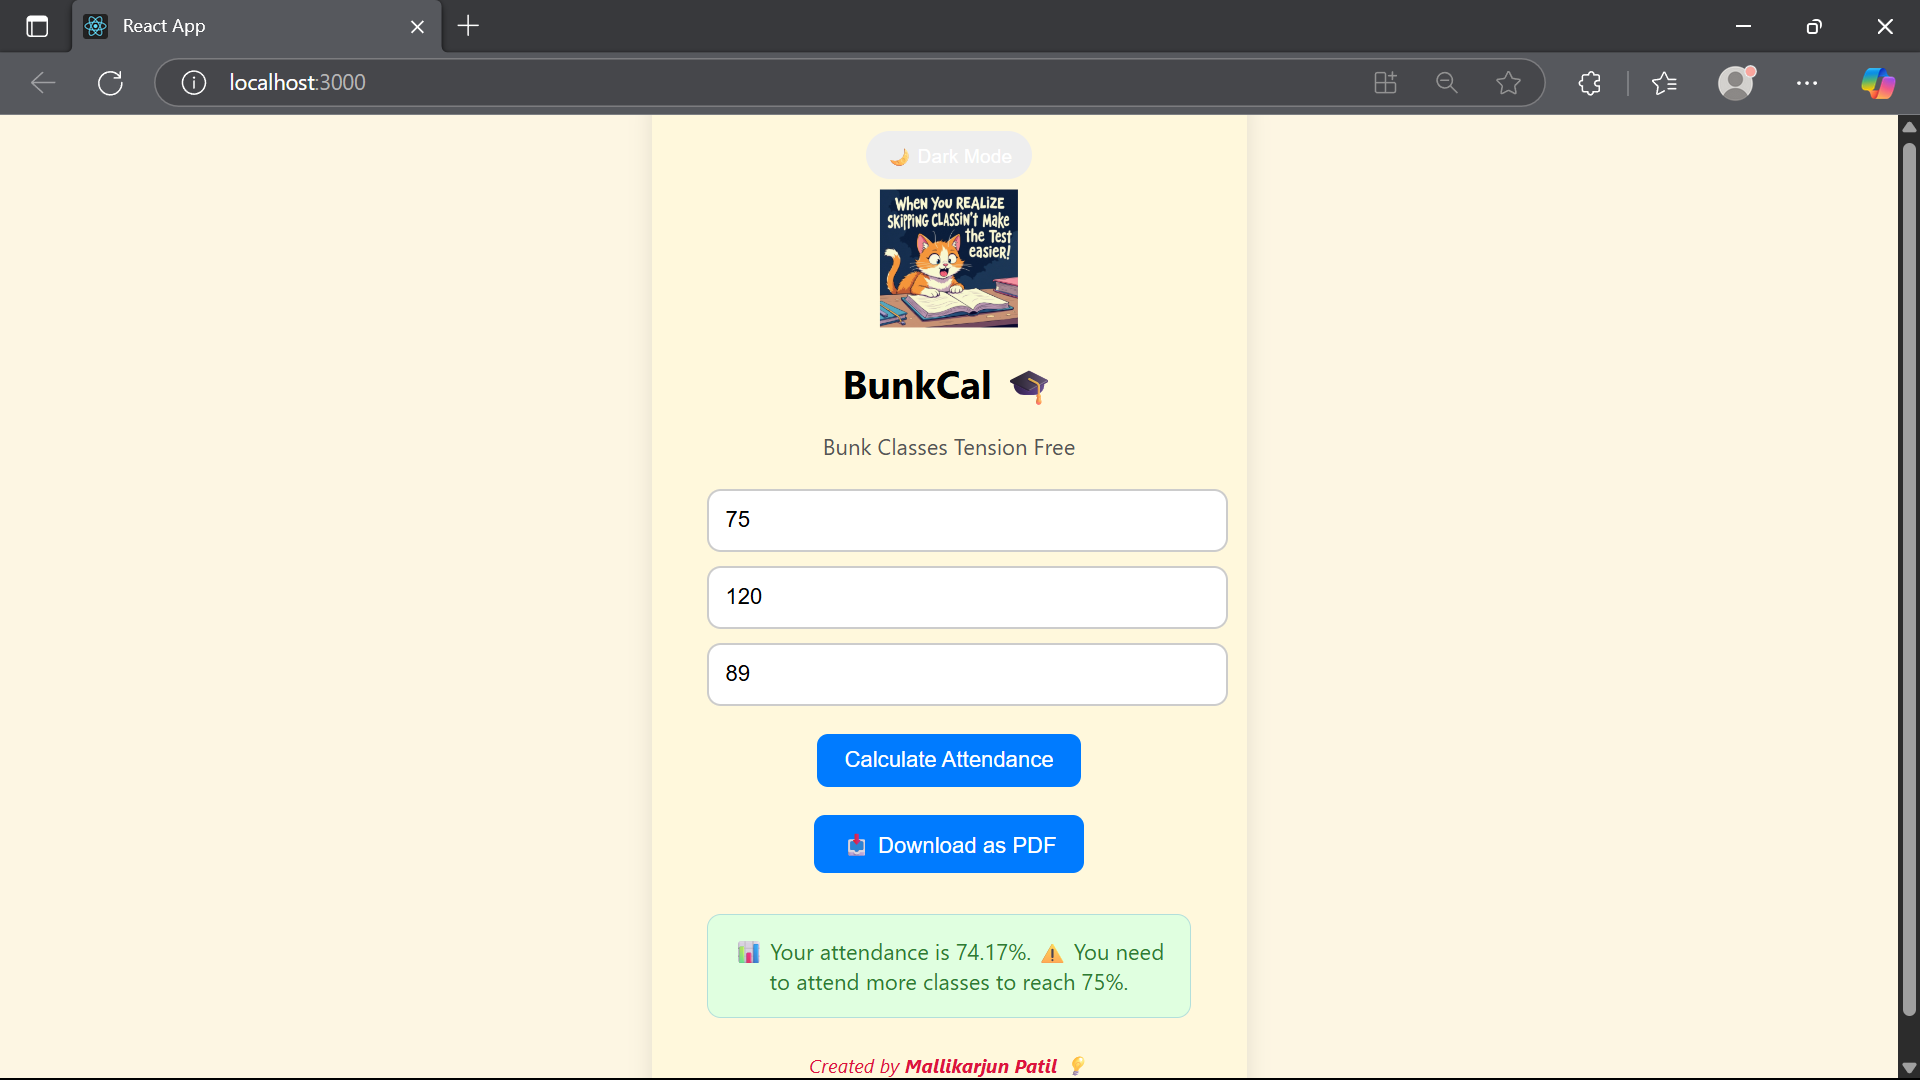 React App
localhost:3000
🌙 Dark Mode
When You REALIZE
SKIPPING CLASSIN'T MAKE
the Test
easier!
BunkCal 🎓
Bunk Classes Tension Free
75
120
89
Calculate Attendance
📥 Download as PDF
📊 Your attendance is 74.17%. ⚠️ You need
to attend more classes to reach 75%.
Created by Mallikarjun Patil 💡